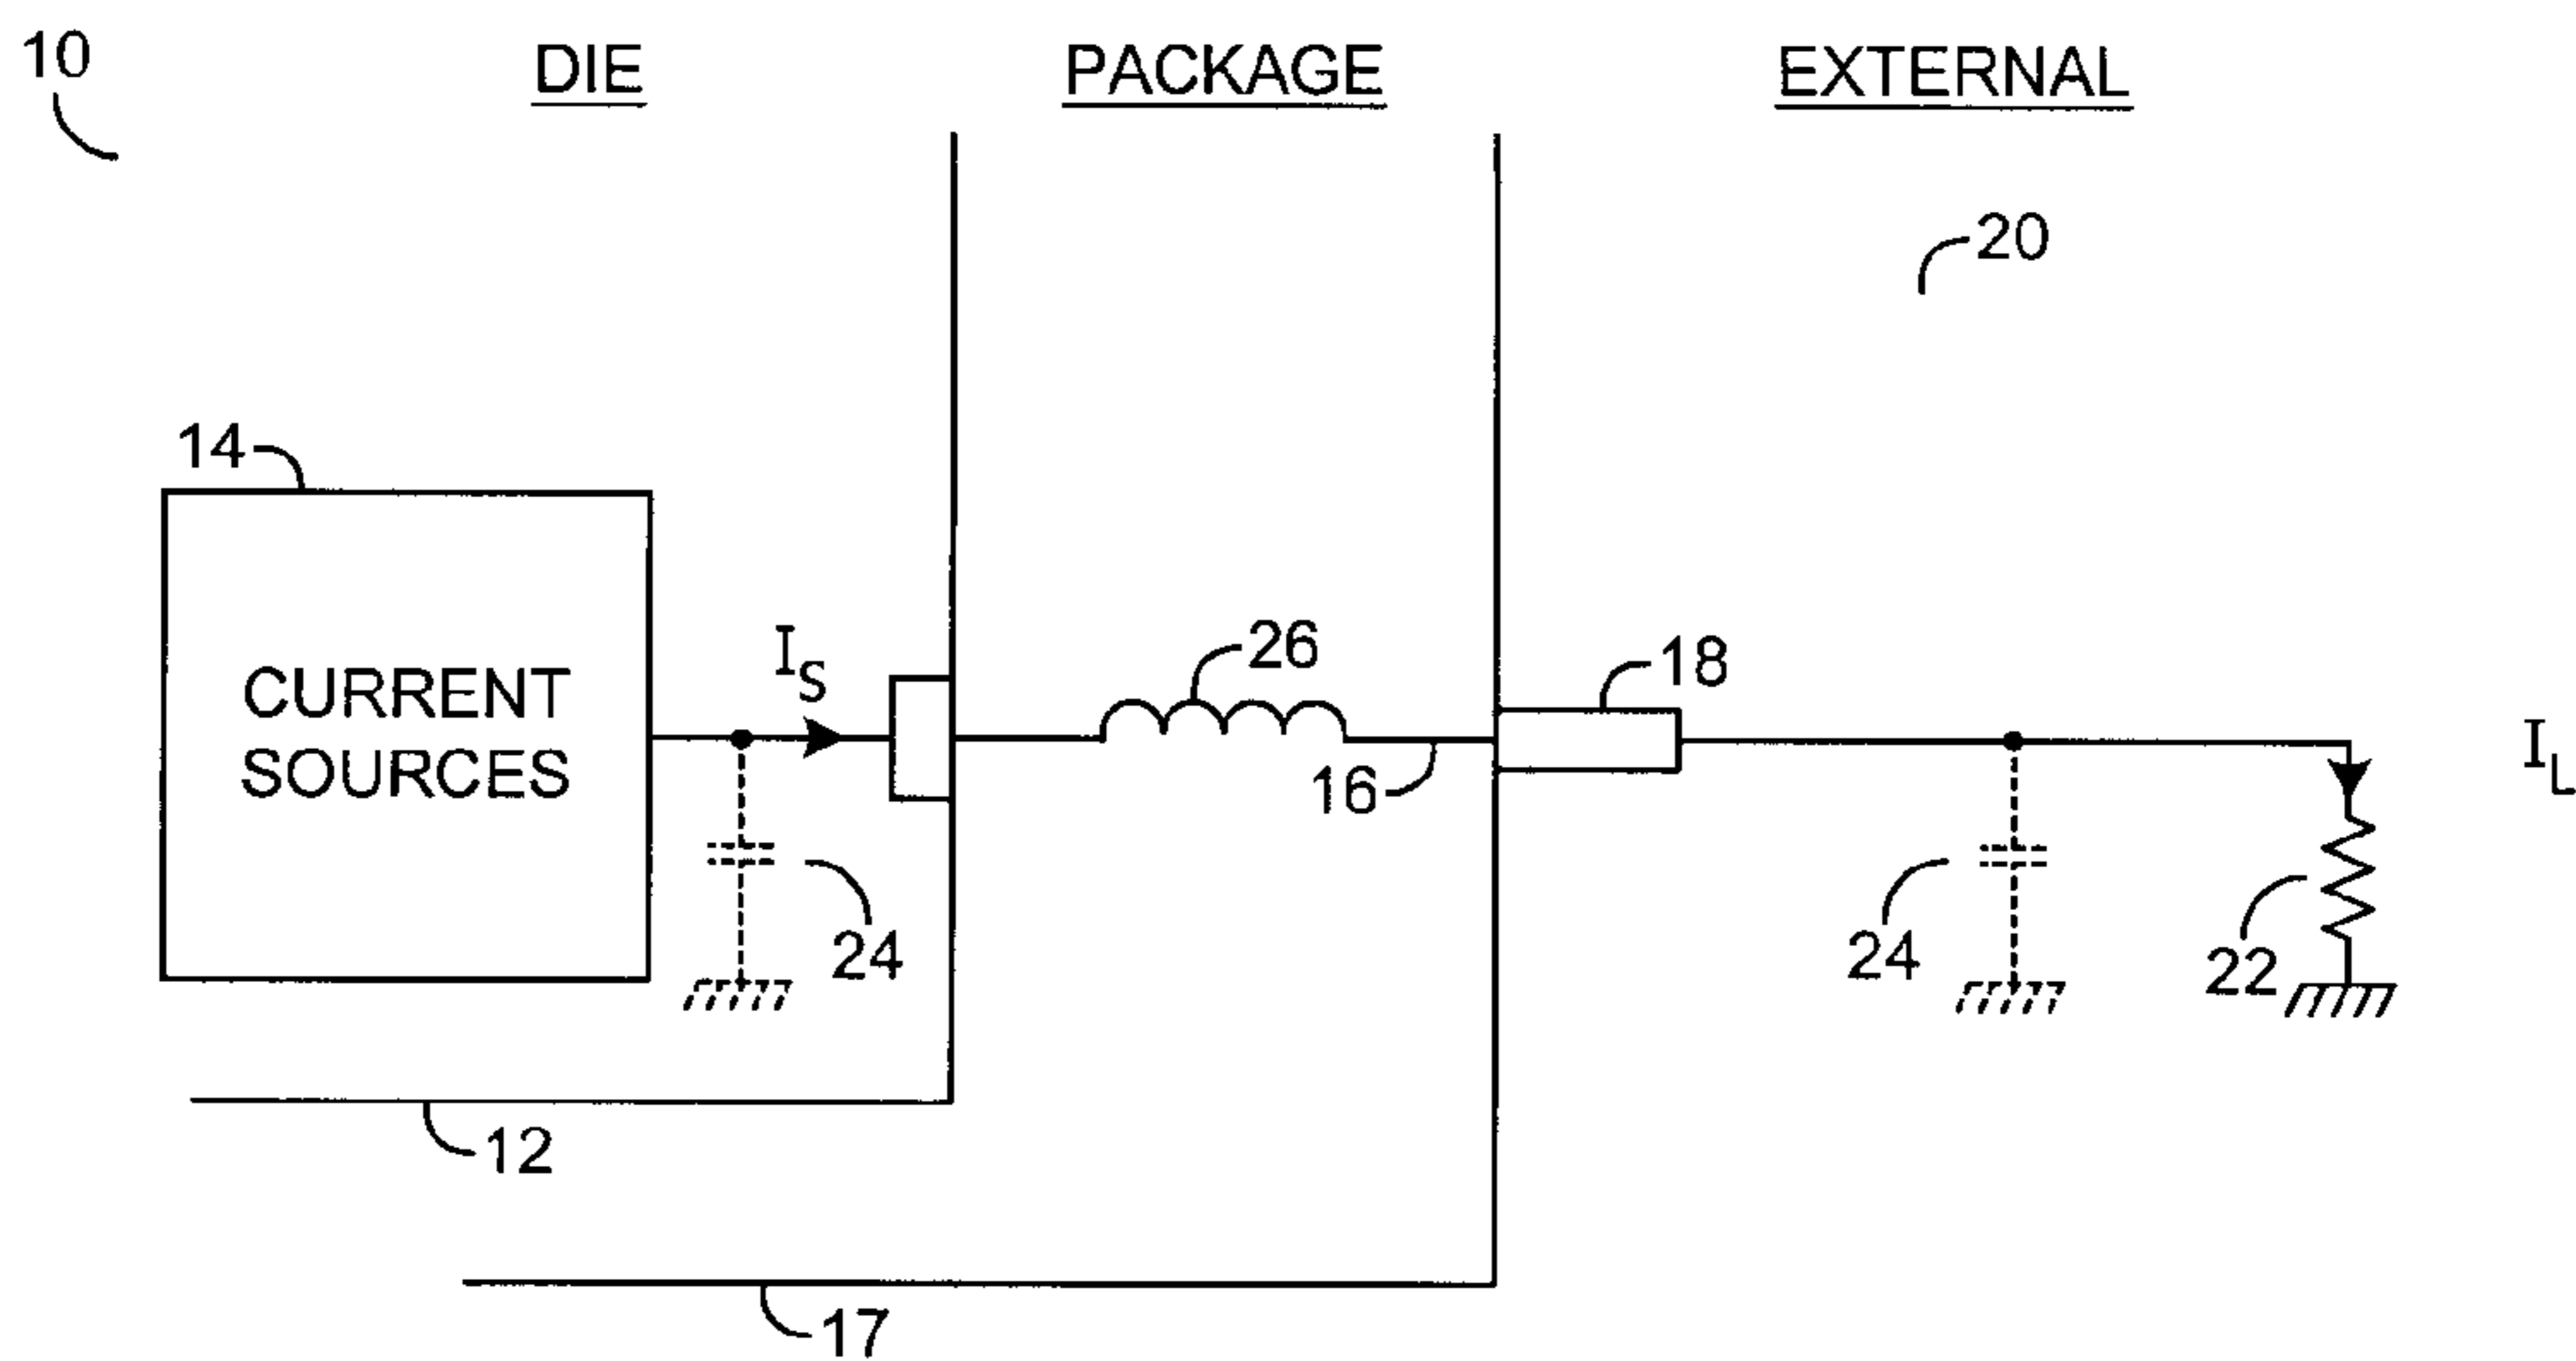 10
DIE
PACKAGE
EXTERNAL
20
14
CURRENT
SOURCES
I_S
26
16
18
I_L
24
24
22
12
17